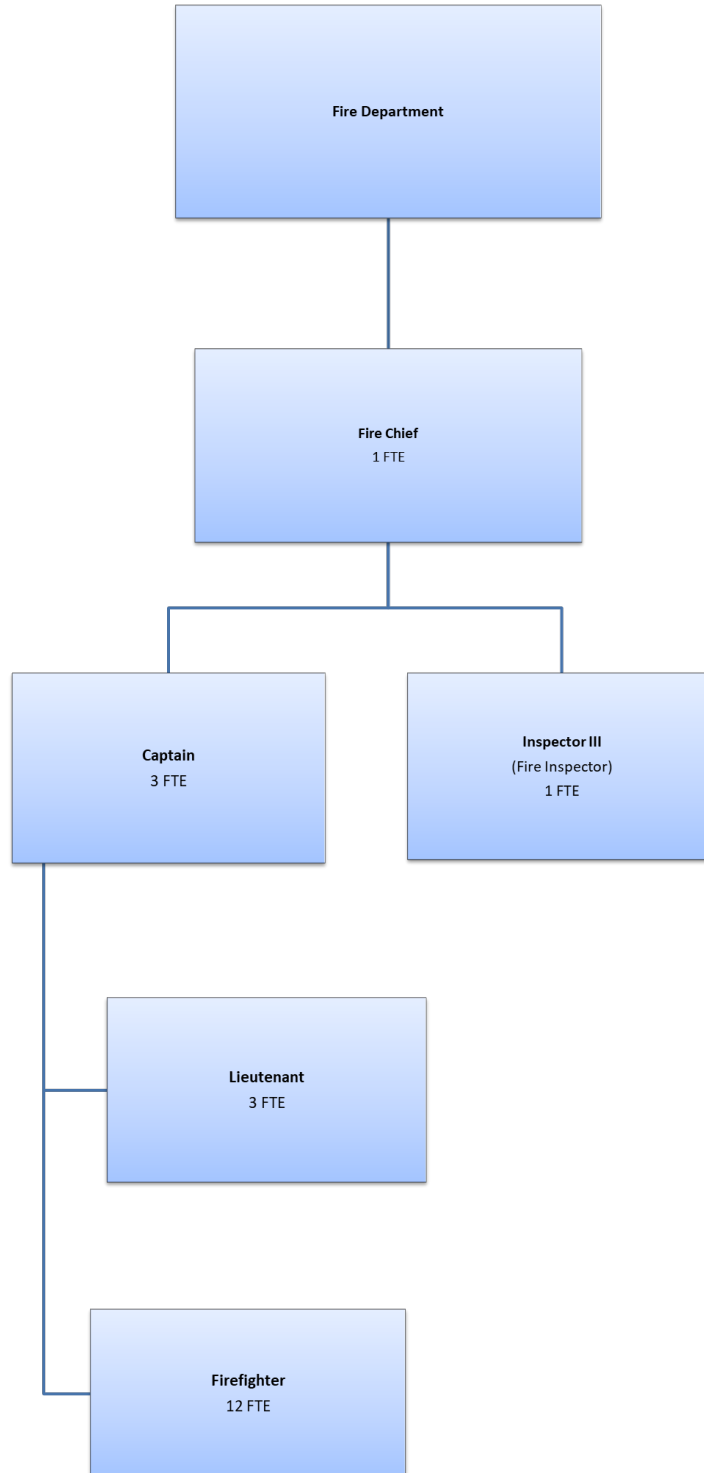 Fire Department
Fire Chief
1 FTE
Captain
3 FTE
Inspector III
(Fire Inspector)
1 FTE
Lieutenant
3 FTE
Firefighter
12 FTE